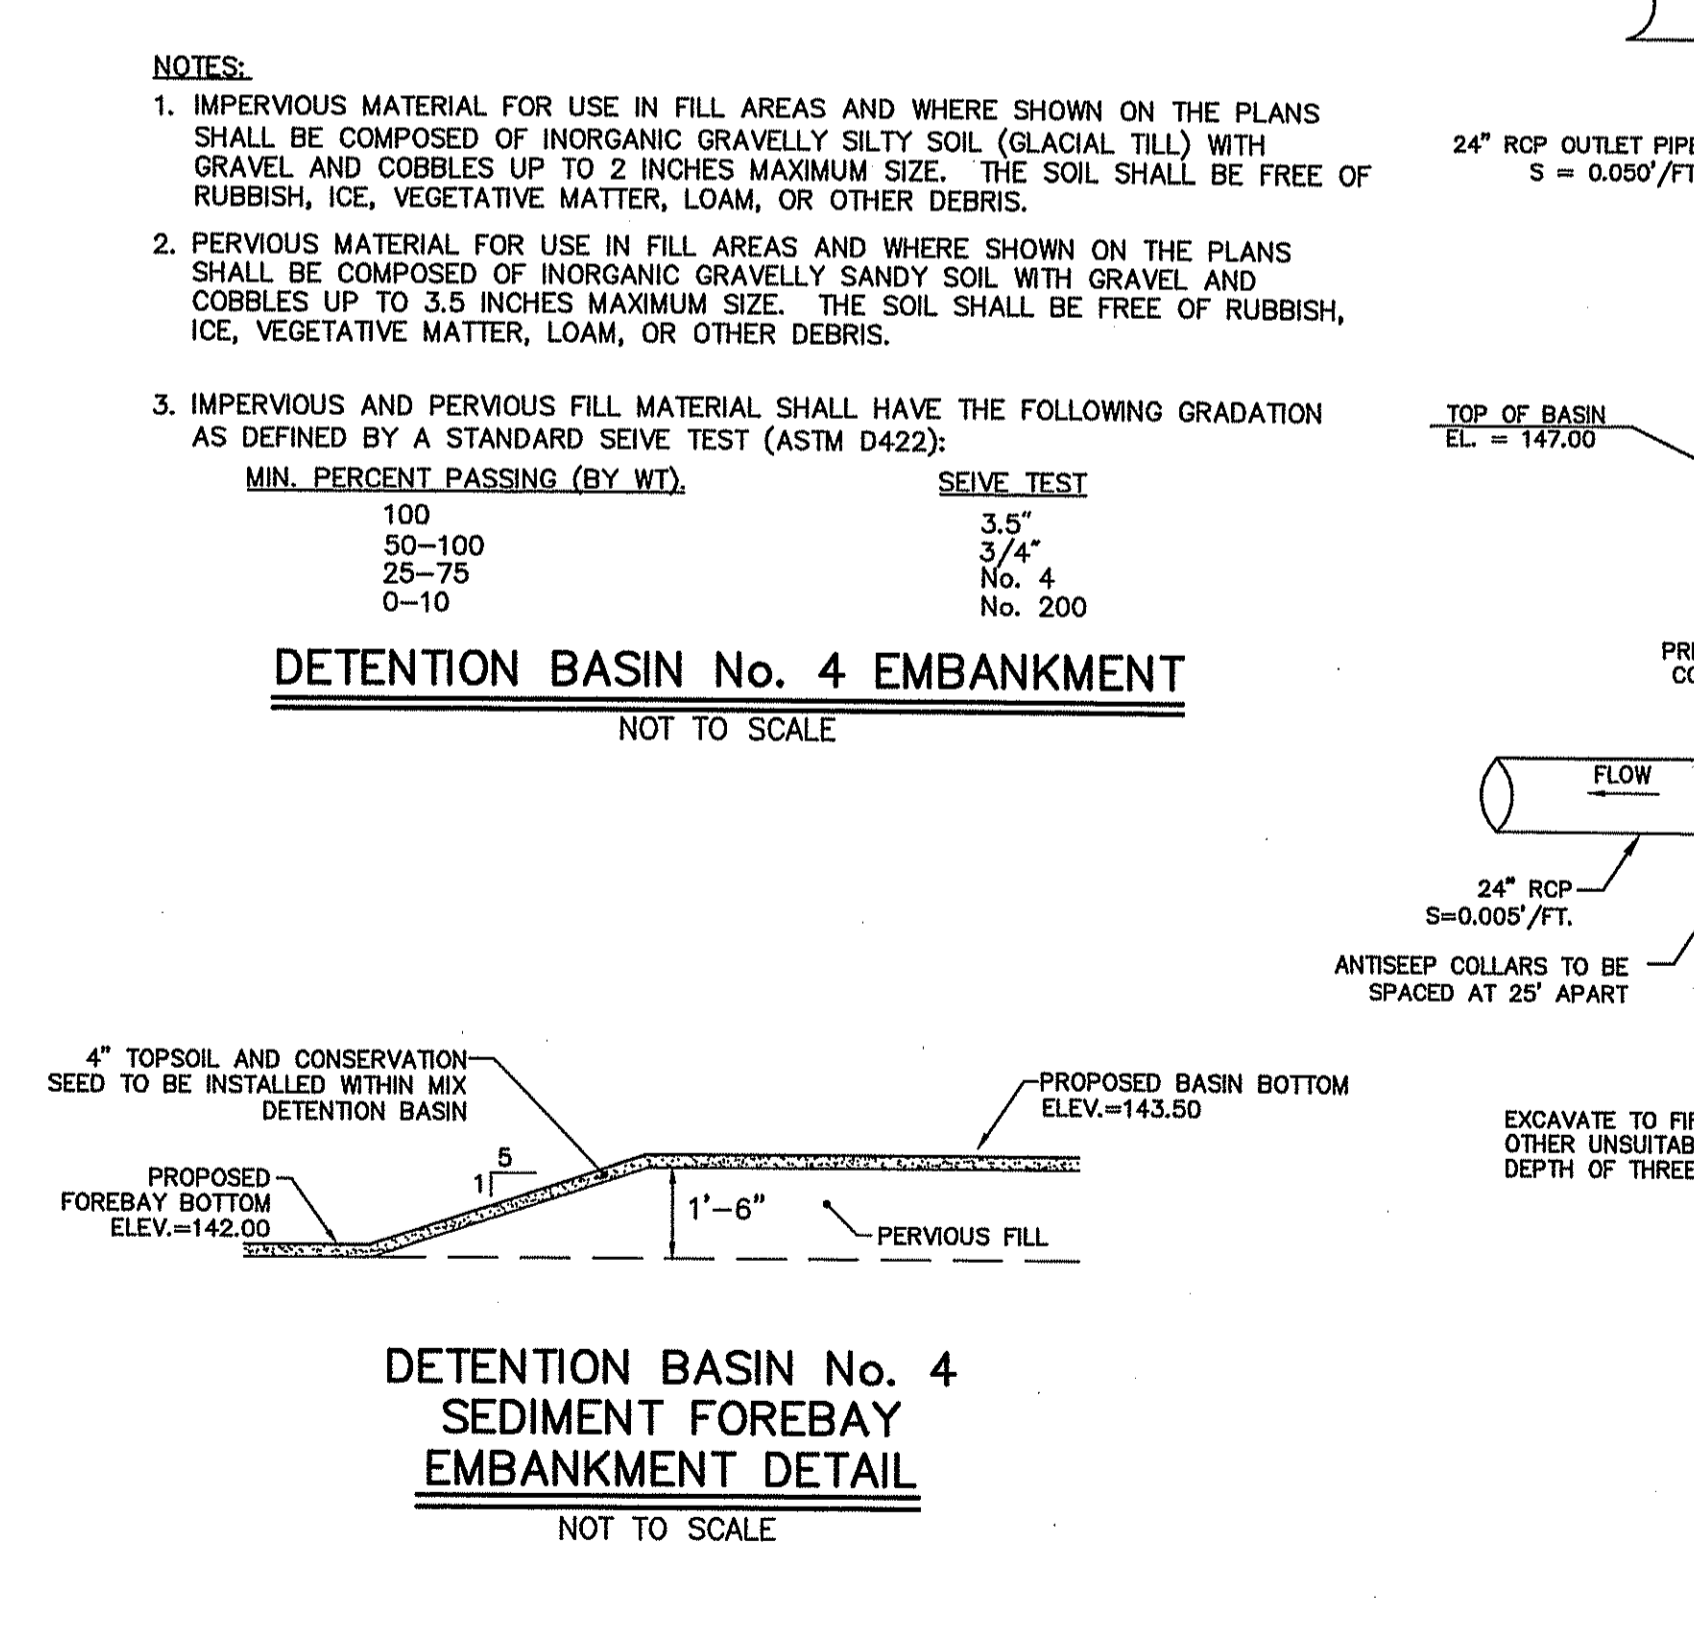 NOTES:
1. IMPERVIOUS MATERIAL FOR USE IN FILL AREAS AND WHERE SHOWN ON THE PLANS
SHALL BE COMPOSED OF INORGANIC GRAVELLY SILTY SOIL (GLACIAL TILL) WITH
GRAVEL AND COBBLES UP TO 2 INCHES MAXIMUM SIZE. THE SOIL SHALL BE FREE OF
RUBBISH, ICE, VEGETATIVE MATTER, LOAM, OR OTHER DEBRIS.
2. PERVIOUS MATERIAL FOR USE IN FILL AREAS AND WHERE SHOWN ON THE PLANS
SHALL BE COMPOSED OF INORGANIC GRAVELLY SANDY SOIL WITH GRAVEL AND
COBBLES UP TO 3.5 INCHES MAXIMUM SIZE. THE SOIL SHALL BE FREE OF RUBBISH,
ICE, VEGETATIVE MATTER, LOAM, OR OTHER DEBRIS.
3. IMPERVIOUS AND PERVIOUS FILL MATERIAL SHALL HAVE THE FOLLOWING GRADATION
AS DEFINED BY A STANDARD SEIVE TEST (ASTM D422):
MIN. PERCENT PASSING (BY WT). SEIVE TEST
100 3.5"
50–100 3/4"
25–75 No. 4
0–10 No. 200
DETENTION BASIN No. 4 EMBANKMENT
NOT TO SCALE
24" RCP OUTLET PIPE
S = 0.050'/FT
TOP OF BASIN
EL. = 147.00
FLOW
24" RCP
S=0.005'/FT.
ANTISEEP COLLARS TO BE
SPACED AT 25' APART
4" TOPSOIL AND CONSERVATION
SEED TO BE INSTALLED WITHIN MIX
DETENTION BASIN
PROPOSED BASIN BOTTOM
ELEV.=143.50
5
1
PROPOSED
FOREBAY BOTTOM
ELEV.=142.00
1'–6"
PERVIOUS FILL
EXCAVATE TO
OTHER
DEPTH OF THREE
DETENTION BASIN No. 4
SEDIMENT FOREBAY
EMBANKMENT DETAIL
NOT TO SCALE